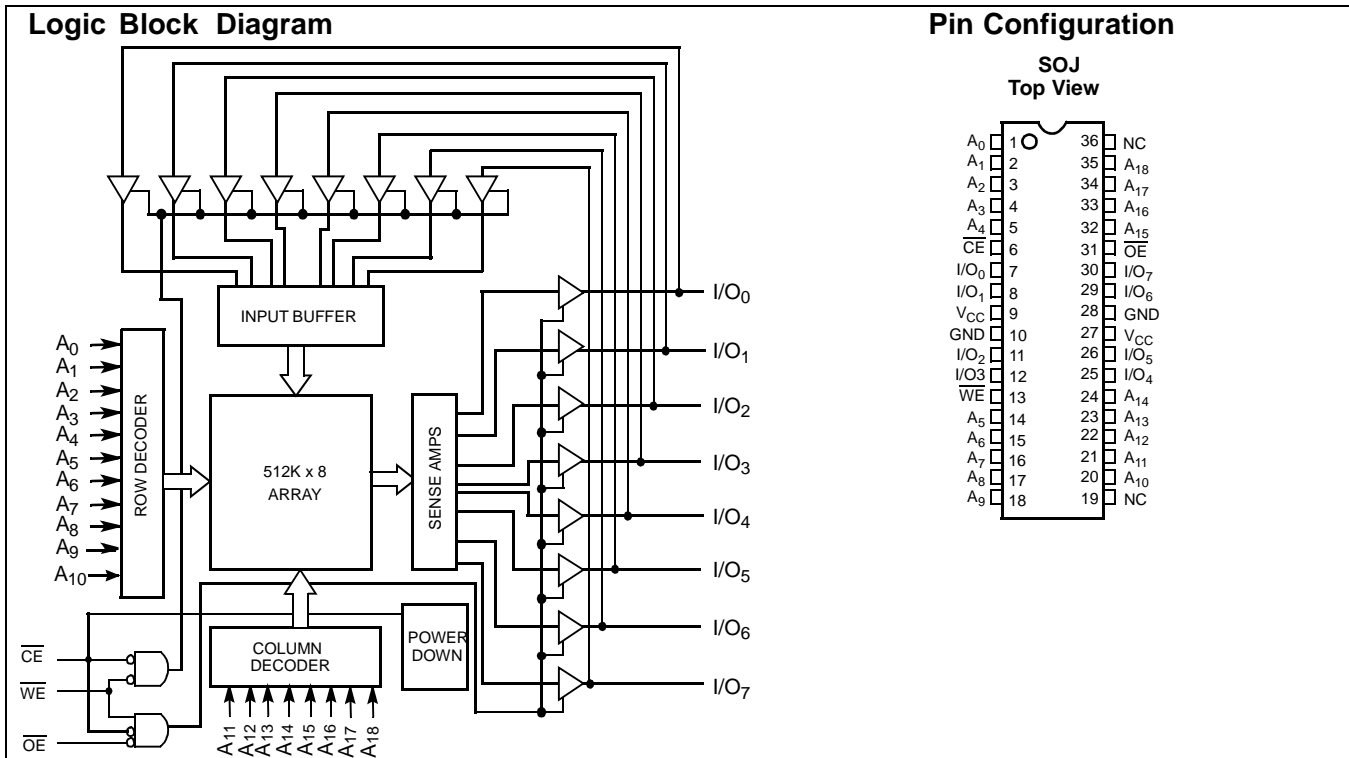 Logic Block Diagram
INPUT BUFFER
A0
A1
A2
A3
A4
A5
A6
A7
A8
A9
A10
ROW DECODER
512K x 8
ARRAY
SENSE AMPS
I/O0
I/O1
I/O2
I/O3
I/O4
I/O5
I/O6
I/O7
COLUMN
DECODER
POWER
DOWN
CE
WE
OE
A11
A12
A13
A14
A15
A16
A17
A18
Pin Configuration
SOJ
Top View
A0 1 36 NC
A1 2 35 A18
A2 3 34 A17
A3 4 33 A16
A4 5 32 A15
CE 6 31 OE
I/O0 7 30 I/O7
I/O1 8 29 I/O6
VCC 9 28 GND
GND 10 27 VCC
I/O2 11 26 I/O5
I/O3 12 25 I/O4
WE 13 24 A14
A5 14 23 A13
A6 15 22 A12
A7 16 21 A11
A8 17 20 A10
A9 18 19 NC